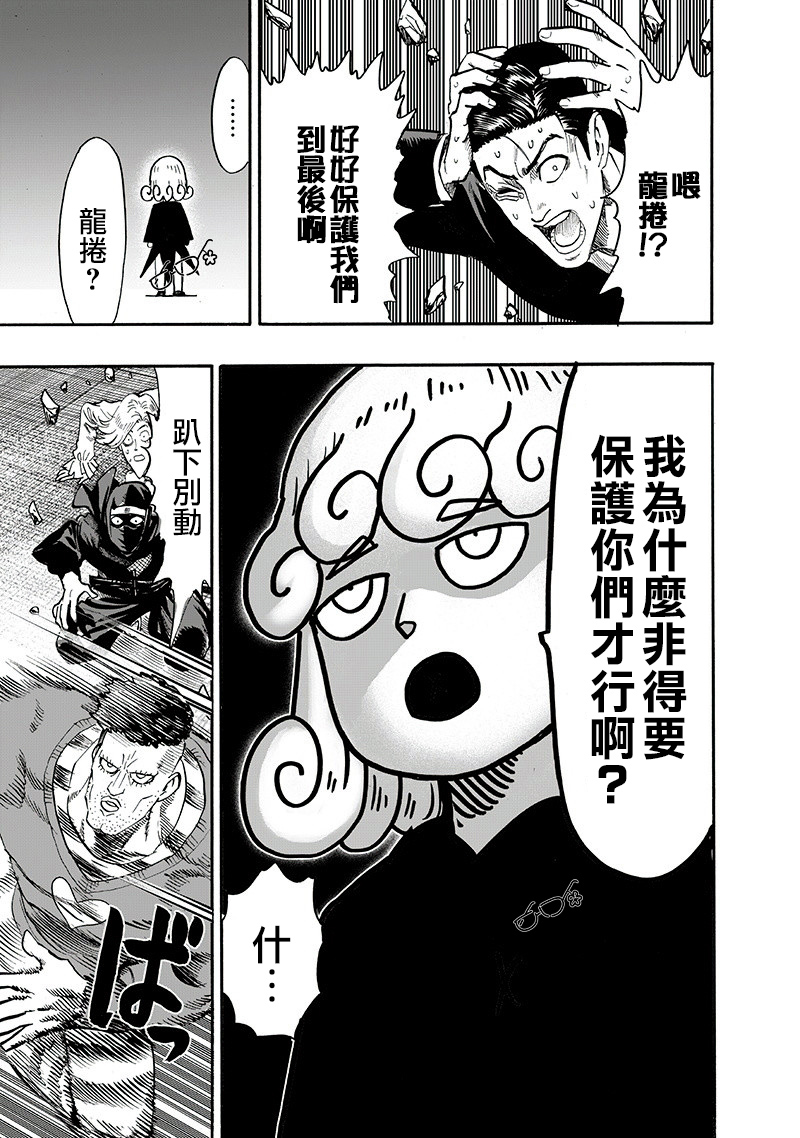 喂
龍捲!?
好好保護我們
到最後啊
……
龍捲？
我為什麼非得要
保護你們才行啊？
什…
趴下別動
ばっ